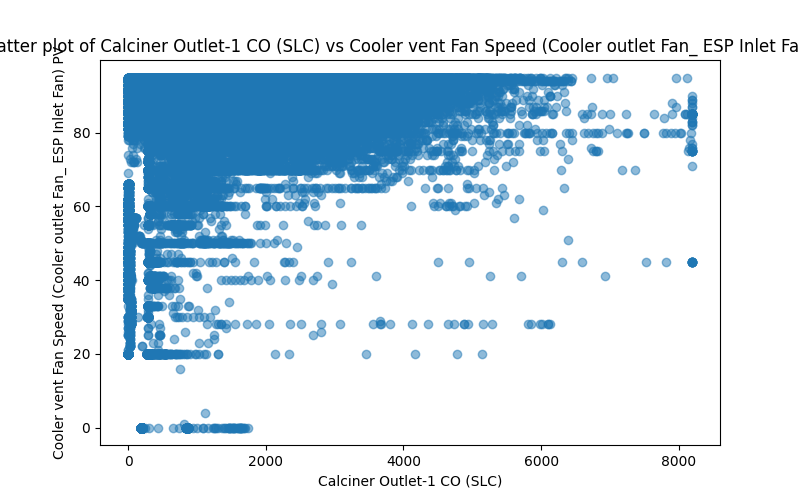 atter plot of Calciner Outlet-1 CO (SLC) vs Cooler vent Fan Speed (Cooler outlet Fan_ ESP Inlet Fa
Cooler vent Fan Speed (Cooler outlet Fan_ ESP Inlet Fan) PV
80
60
40
20
0
0 2000 4000 6000 8000
Calciner Outlet-1 CO (SLC)